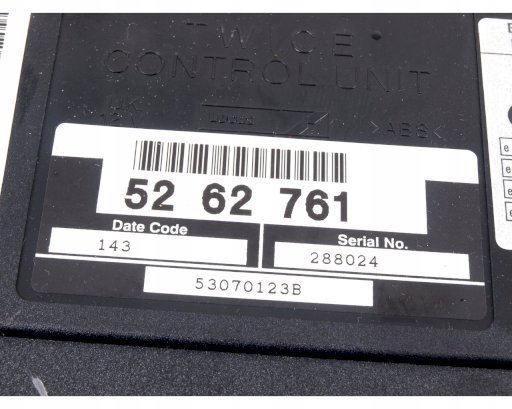 TWICE
CONTROL UNIT
>ABS<
52 62 761
Date Code
Serial No.
143
288024
53070123B